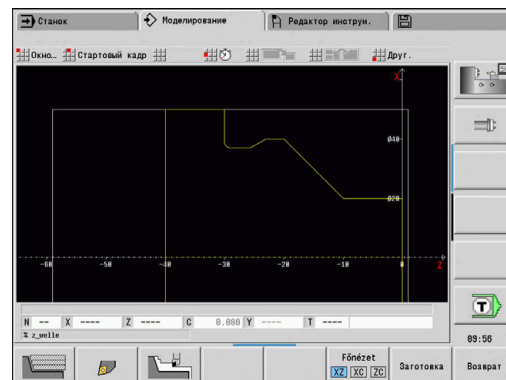 Станок
Моделирование
Редактор инструм.
Окно…
Стартовый кадр
Друг.
X
Ø40
Ø20
-60
-50
-40
-30
-20
-10
0
Z
N -- X ---- Z ---- C 0.000 Y ---- T ----
% z_welle
09:56
T
Főnézet
XZ XC ZC
Заготовка
Возврат